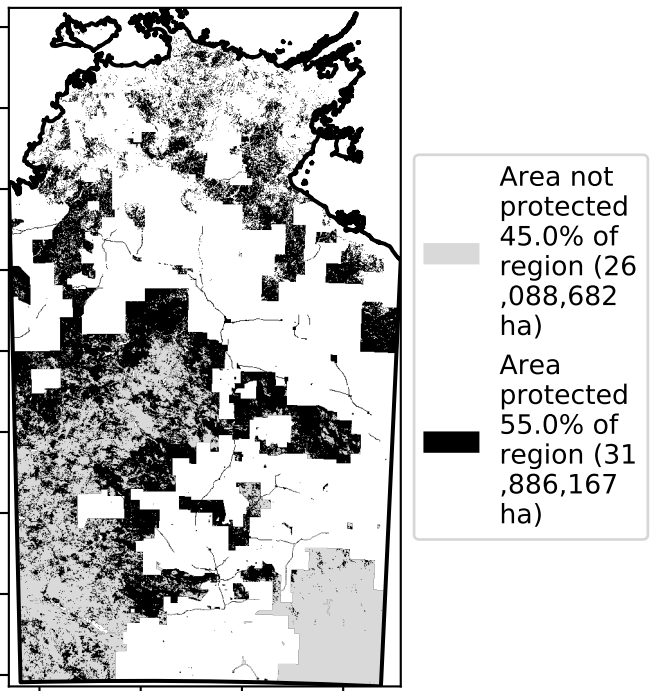 Area not
protected
45.0% of
region (26
,088,682
ha)
Area
protected
55.0% of
region (31
,886,167
ha)